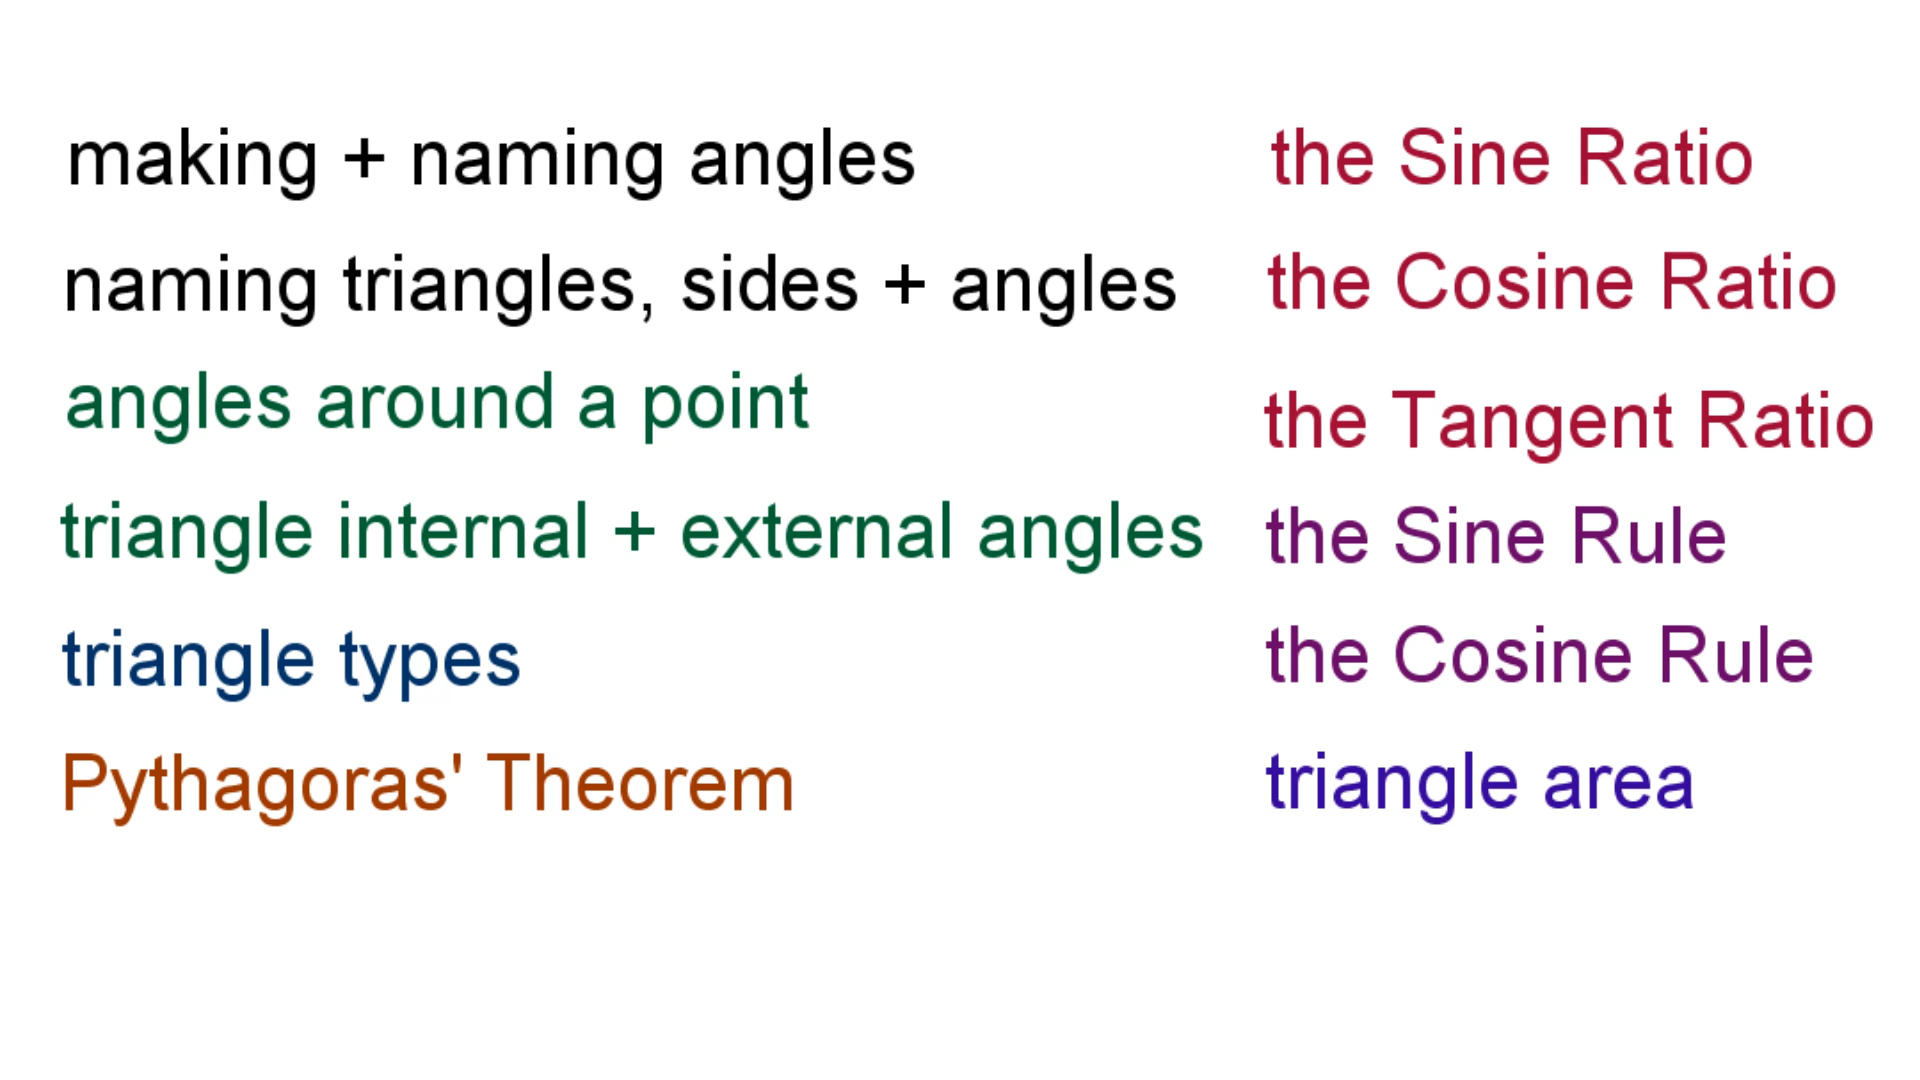 making + naming angles
naming triangles, sides + angles
angles around a point
triangle internal + external angles
triangle types
Pythagoras' Theorem
the Sine Ratio
the Cosine Ratio
the Tangent Ratio
the Sine Rule
the Cosine Rule
triangle area